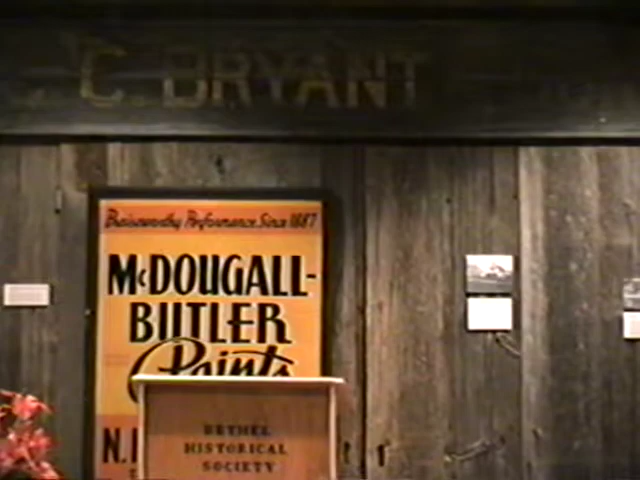 C. BRYANT
Praiseworthy Performance Since 1887
McDOUGALL-
BUTLER
Paints
N.
BETHEL
HISTORICAL
SOCIETY